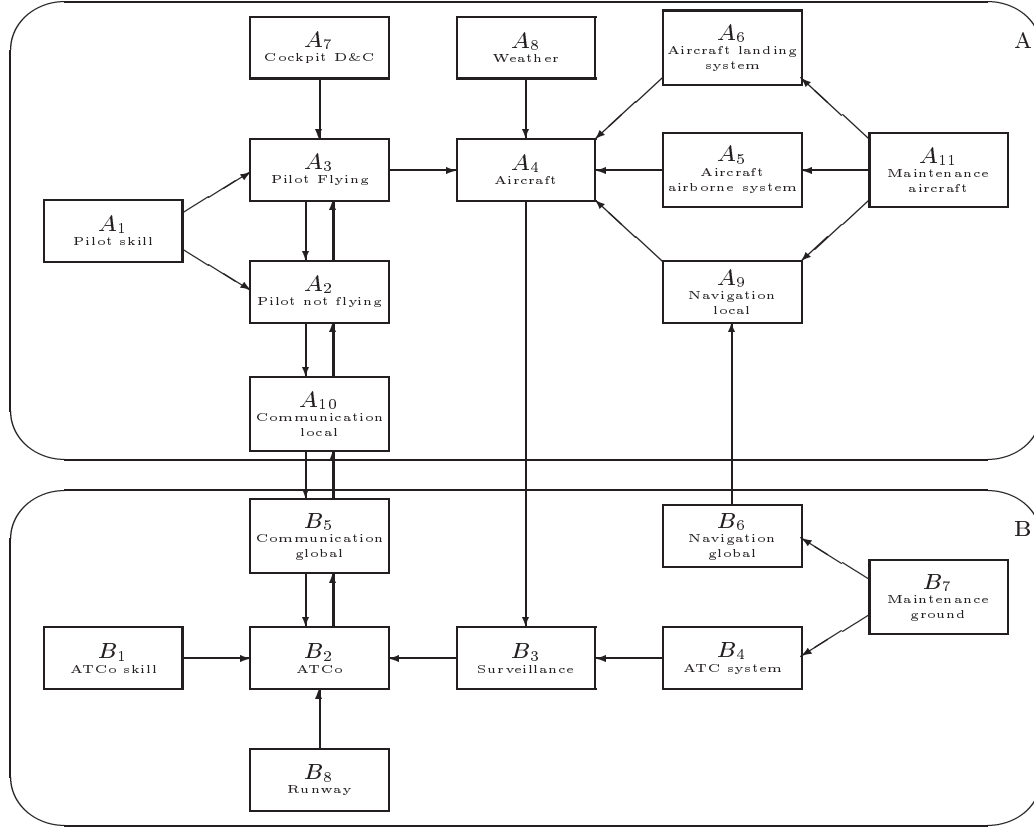 A
A7
Cockpit D&C
A8
Weather
A6
Aircraft landing
system
A3
Pilot Flying
A4
Aircraft
A5
Aircraft
airborne system
A11
Maintenance
aircraft
A1
Pilot skill
A2
Pilot not flying
A9
Navigation
local
A10
Communication
local
B
B5
Communication
global
B6
Navigation
global
B7
Maintenance
ground
B1
ATCo skill
B2
ATCo
B3
Surveillance
B4
ATC system
B8
Runway